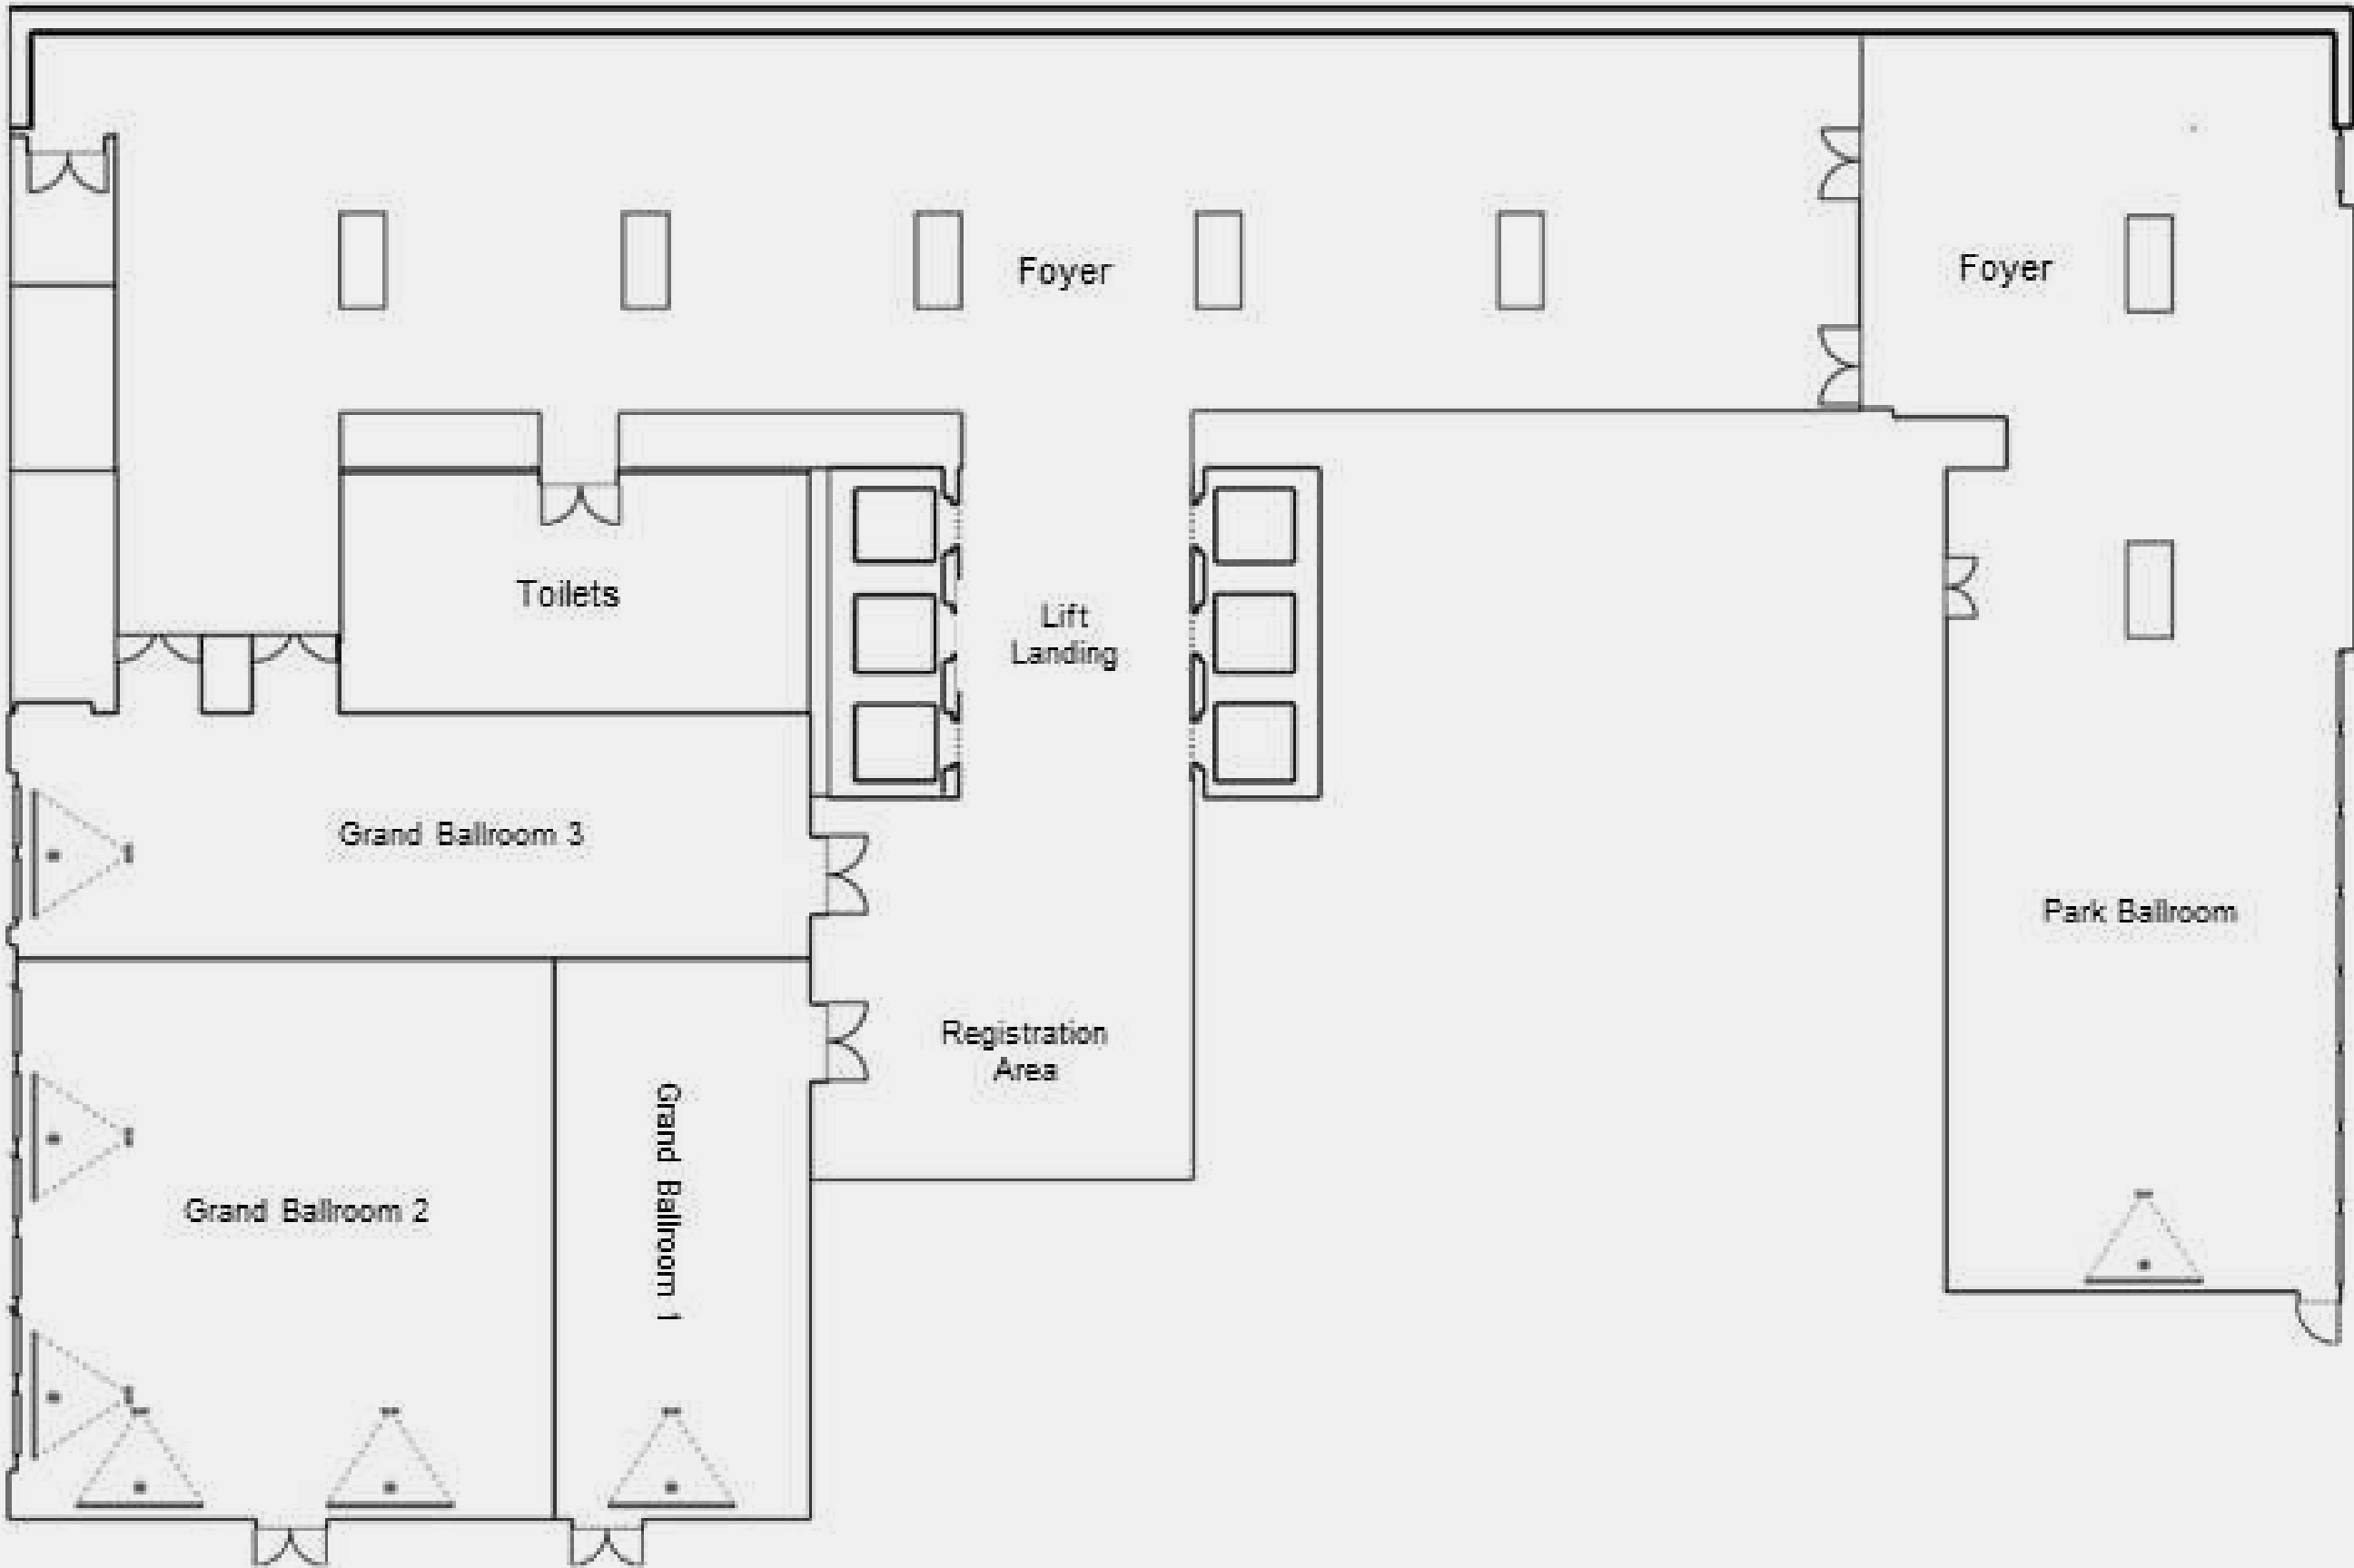 Foyer
Foyer
Toilets
Lift
Landing
Grand Ballroom 3
Park Ballroom
Registration
Area
Grand Ballroom 1
Grand Ballroom 2